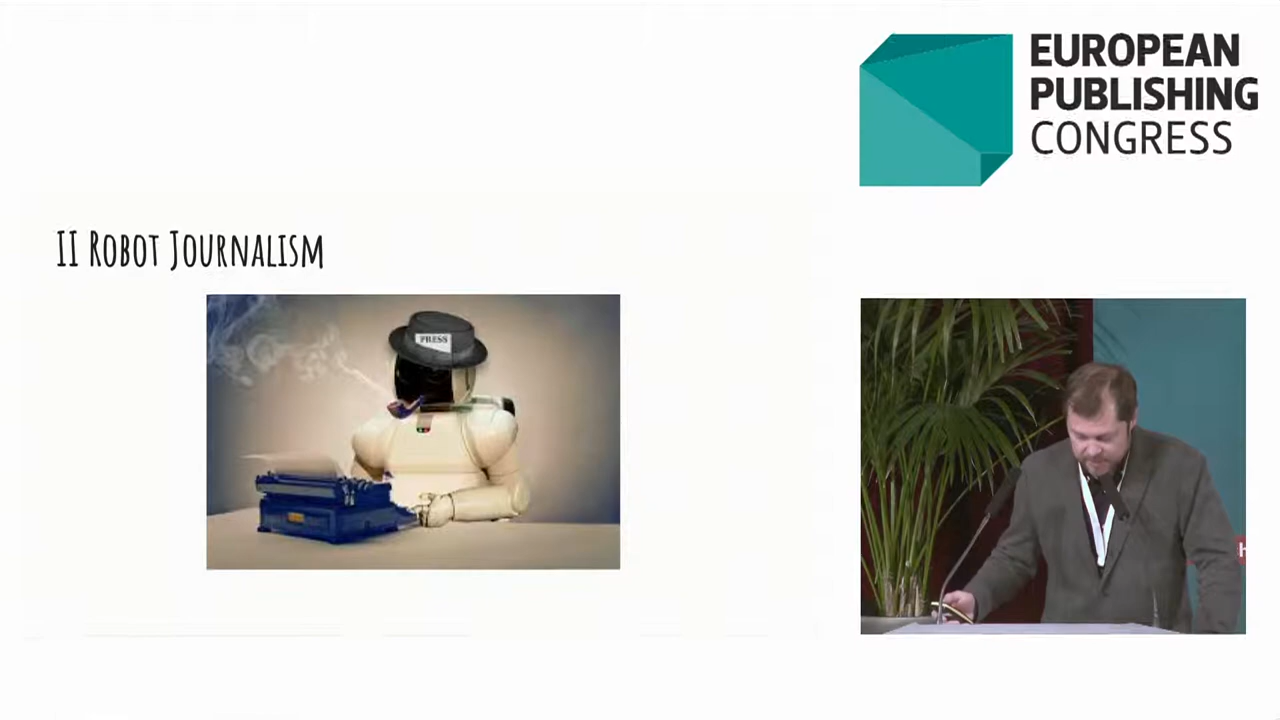 EUROPEAN
PUBLISHING
CONGRESS
II Robot Journalism
PRESS
h